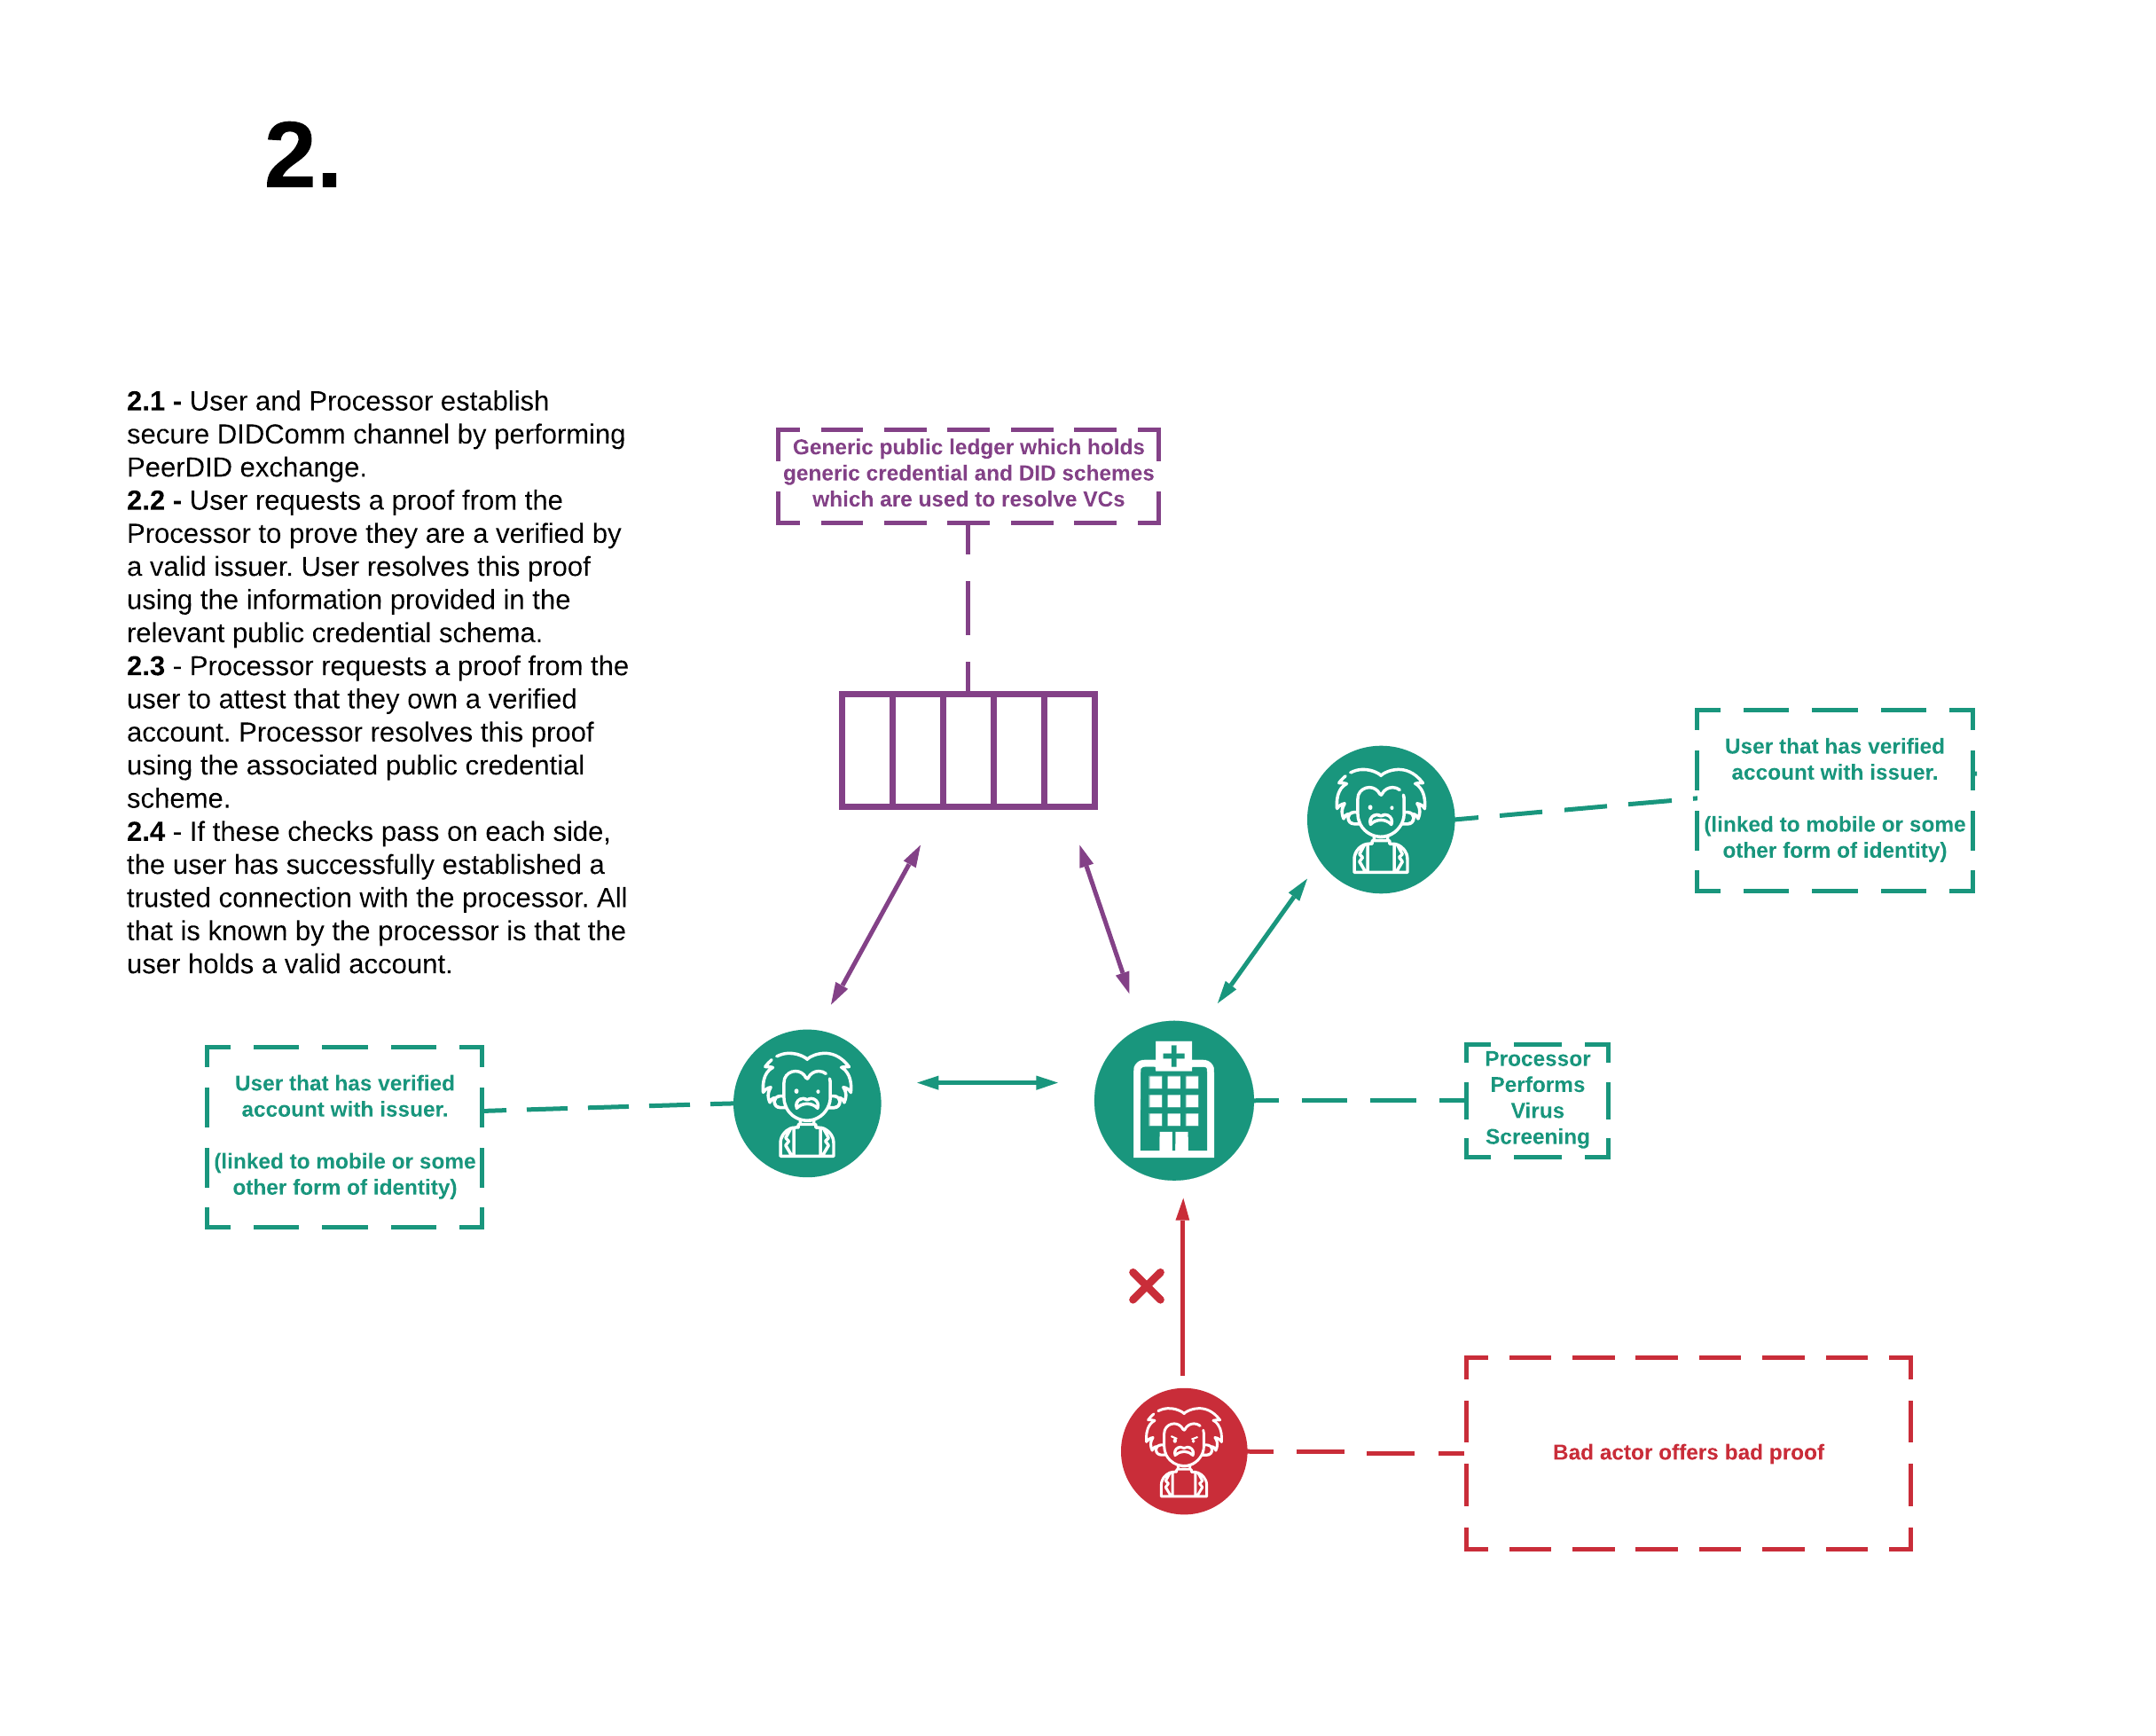 2.
2.1 - User and Processor establish
secure DIDComm channel by performing
PeerDID exchange.
2.2 - User requests a proof from the
Processor to prove they are a verified by
a valid issuer. User resolves this proof
using the information provided in the
relevant public credential schema.
2.3 - Processor requests a proof from the
user to attest that they own a verified
account. Processor resolves this proof
using the associated public credential
scheme.
2.4 - If these checks pass on each side,
the user has successfully established a
trusted connection with the processor. All
that is known by the processor is that the
user holds a valid account.
Generic public ledger which holds
generic credential and DID schemes
which are used to resolve VCs
User that has verified
account with issuer.
(linked to mobile or some
other form of identity)
User that has verified
account with issuer.
(linked to mobile or some
other form of identity)
Processor
Performs
Virus
Screening
Bad actor offers bad proof